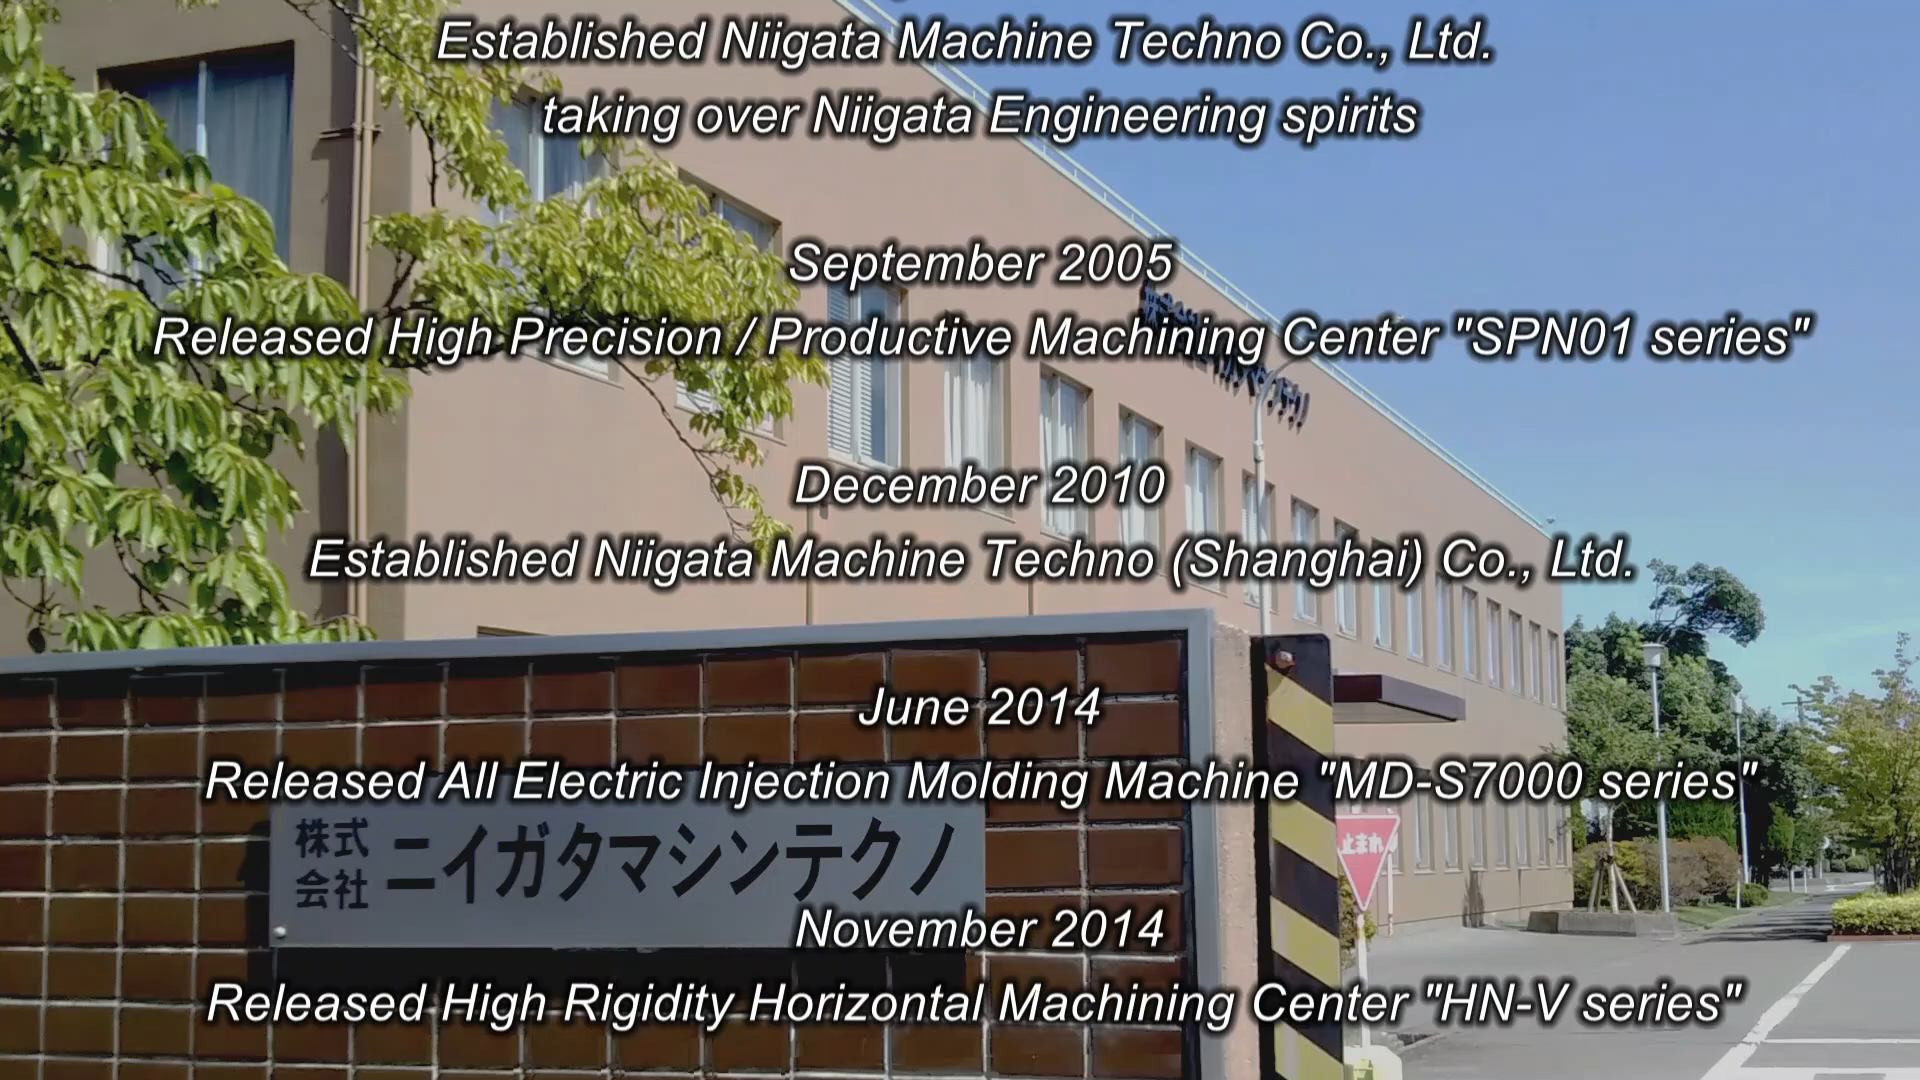 Established Niigata Machine Techno Co., Ltd.
taking over Niigata Engineering spirits
September 2005
Released High Precision / Productive Machining Center "SPN01 series"
December 2010
Established Niigata Machine Techno (Shanghai) Co., Ltd.
June 2014
Released All Electric Injection Molding Machine "MD-S7000 series"
株式
会社 ニイガタマシンテクノ
止まれ
November 2014
Released High Rigidity Horizontal Machining Center "HN-V series"